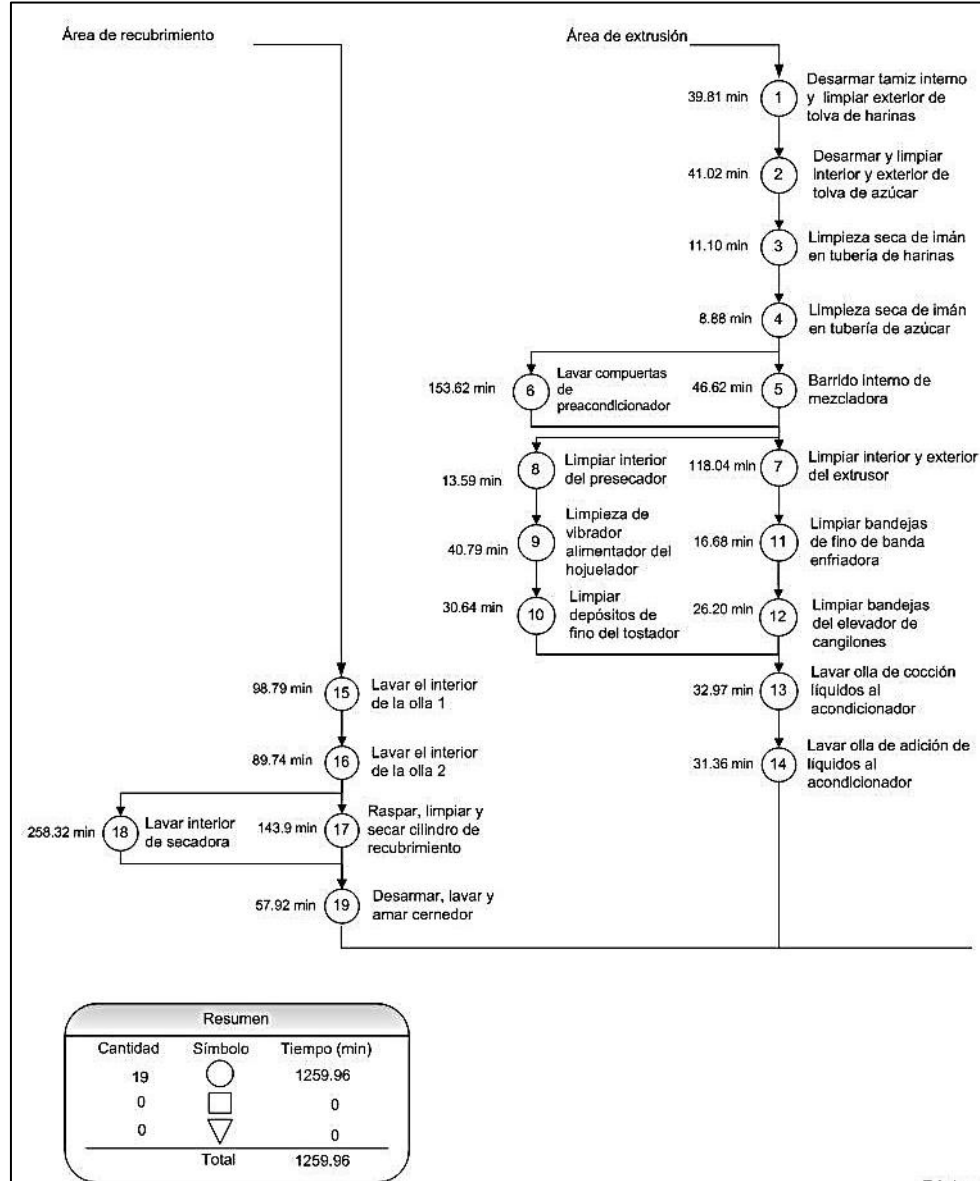 Área de recubrimiento
Área de extrusión
39.81 min
1
Desarmar tamiz interno
y limpiar exterior de
tolva de harinas
41.02 min
2
Desarmar y limpiar
interior y exterior de
tolva de azúcar
11.10 min
3
Limpieza seca de imán
en tubería de harinas
8.88 min
4
Limpieza seca de imán
en tubería de azúcar
153.62 min
6
Lavar compuertas
de
preacondicionador
46.62 min
5
Barrido interno de
mezcladora
13.59 min
8
Limpiar interior
del presecador
118.04 min
7
Limpiar interior y exterior
del extrusor
40.79 min
9
Limpieza de
vibrador
alimentador del
hojuelador
16.68 min
11
Limpiar bandejas
de fino de banda
enfriadora
30.64 min
10
Limpiar
depósitos de
fino del tostador
26.20 min
12
Limpiar bandejas
del elevador de
cangilones
98.79 min
15
Lavar el interior
de la olla 1
32.97 min
13
Lavar olla de cocción
líquidos al
acondicionador
89.74 min
16
Lavar el interior
de la olla 2
31.36 min
14
Lavar olla de adición de
líquidos al
acondicionador
258.32 min
18
Lavar interior
de secadora
143.9 min
17
Raspar, limpiar y
secar cilindro de
recubrimiento
57.92 min
19
Desarmar, lavar y
amar cernedor
Resumen
Cantidad Símbolo Tiempo (min)
19 1259.96
0 0
0 0
Total 1259.96